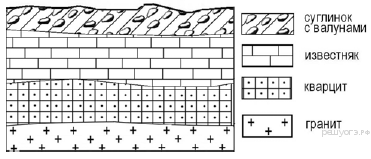 суглинок
с валунами
известняк
кварцит
гранит
решуогэ.рф